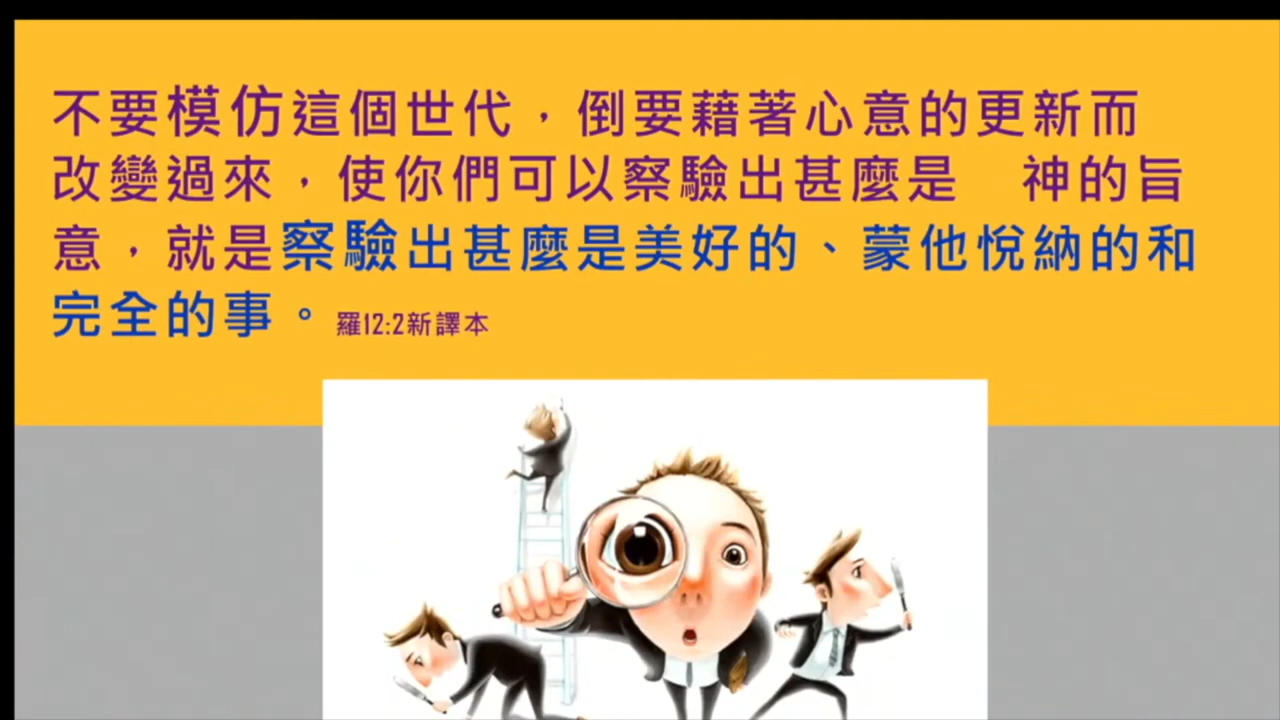 不要模仿這個世代，倒要藉著心意的更新而
改變過來，使你們可以察驗出甚麼是　神的旨
意，就是察驗出甚麼是美好的、蒙他悅納的和
完全的事。羅12:2新譯本